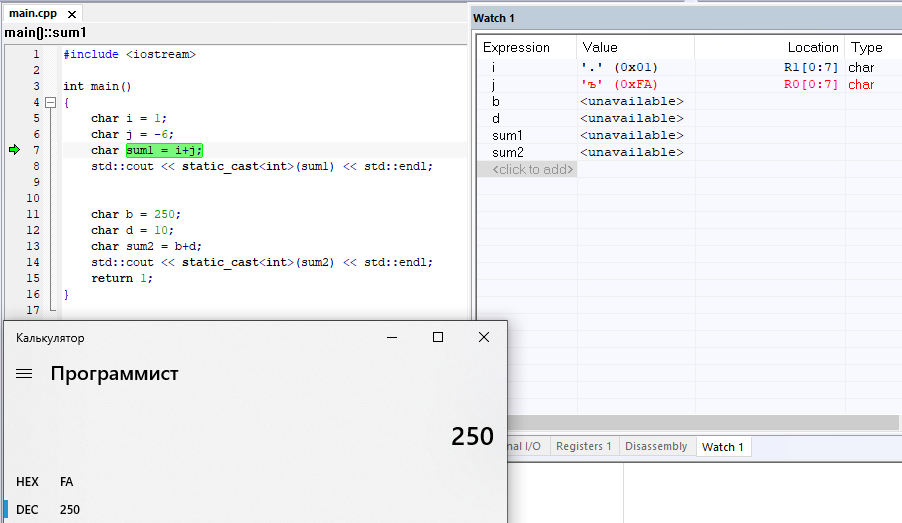 main.cpp ×
main()::sum1
1 #include <iostream>
2
3 int main()
4 {
5 char i = 1;
6 char j = -6;
7 char sum1 = i+j;
8 std::cout << static_cast<int>(sum1) << std::endl;
9
10
11 char b = 250;
12 char d = 10;
13 char sum2 = b+d;
14 std::cout << static_cast<int>(sum2) << std::endl;
15 return 1;
16 }
17
Watch 1
Expression Value Location Type
i '.' (0x01) R1[0:7] char
j 'ъ' (0xFA) R0[0:7] char
b <unavailable>
d <unavailable>
sum1 <unavailable>
sum2 <unavailable>
<click to add>
nal I/O Registers 1 Disassembly Watch 1
Калькулятор
Программист
250
HEX FA
DEC 250